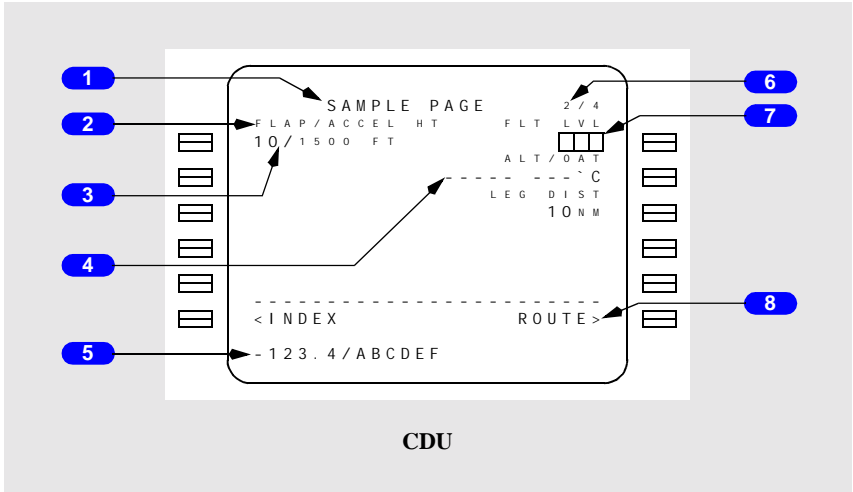 1
SAMPLE PAGE 2/4
6
2
FLAP/ACCEL HT FLT LVL
7
10/1500 FT
ALT/OAT
3
----- ---`C
LEG DIST
10NM
4
-----------------------
8
<INDEX ROUTE>
5
-123.4/ABCDEF
CDU